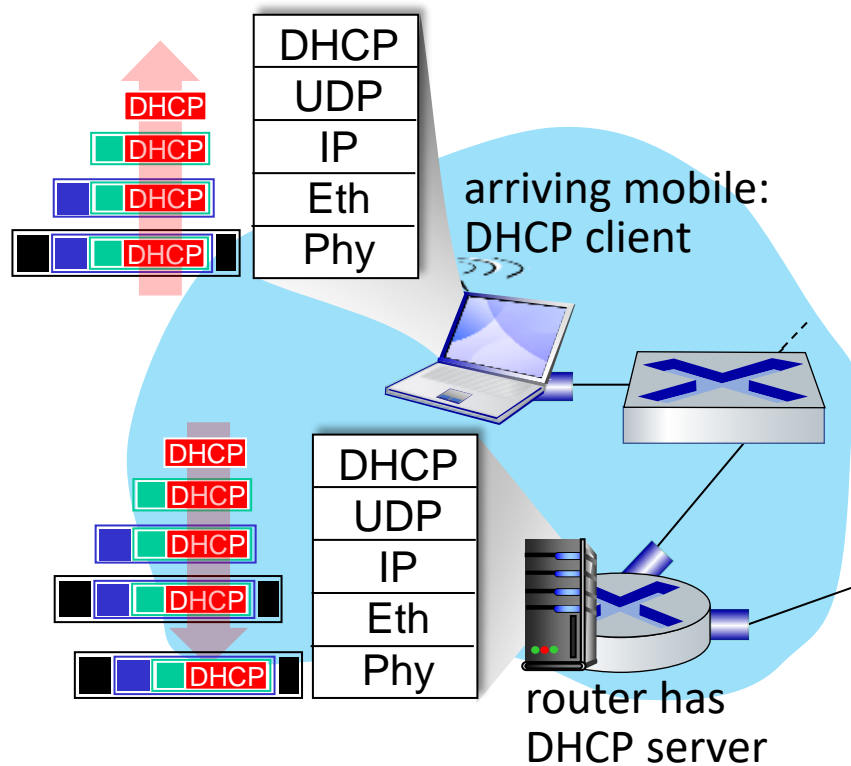 DHCP
UDP
IP
Eth
Phy
DHCP
DHCP
DHCP
DHCP
arriving mobile:
DHCP client
DHCP
UDP
IP
Eth
Phy
DHCP
DHCP
DHCP
DHCP
DHCP
router has
DHCP server